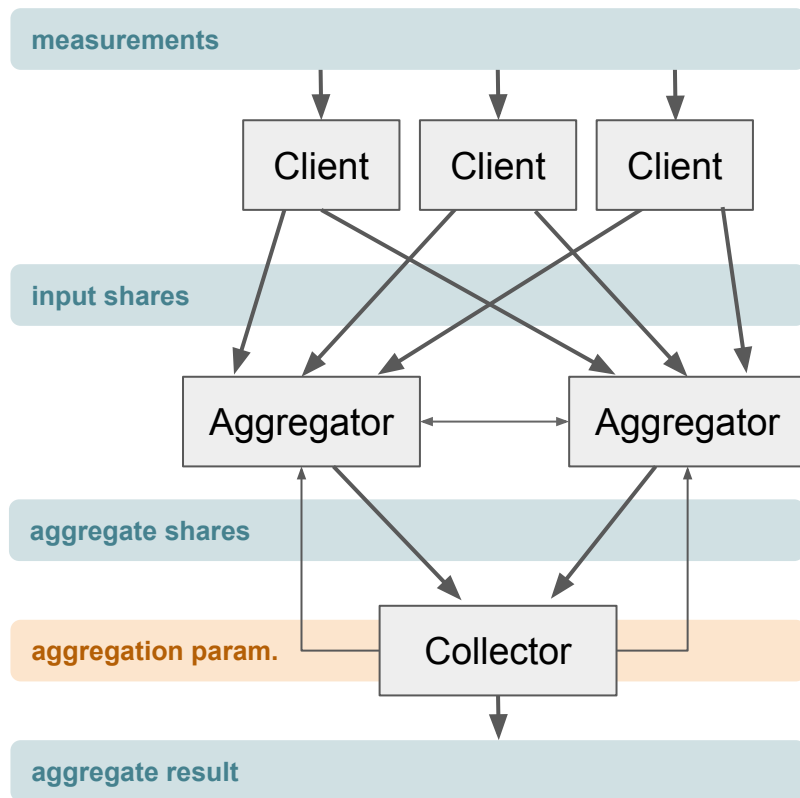 measurements
Client Client Client
input shares
Aggregator Aggregator
aggregate shares
aggregation param.
Collector
aggregate result